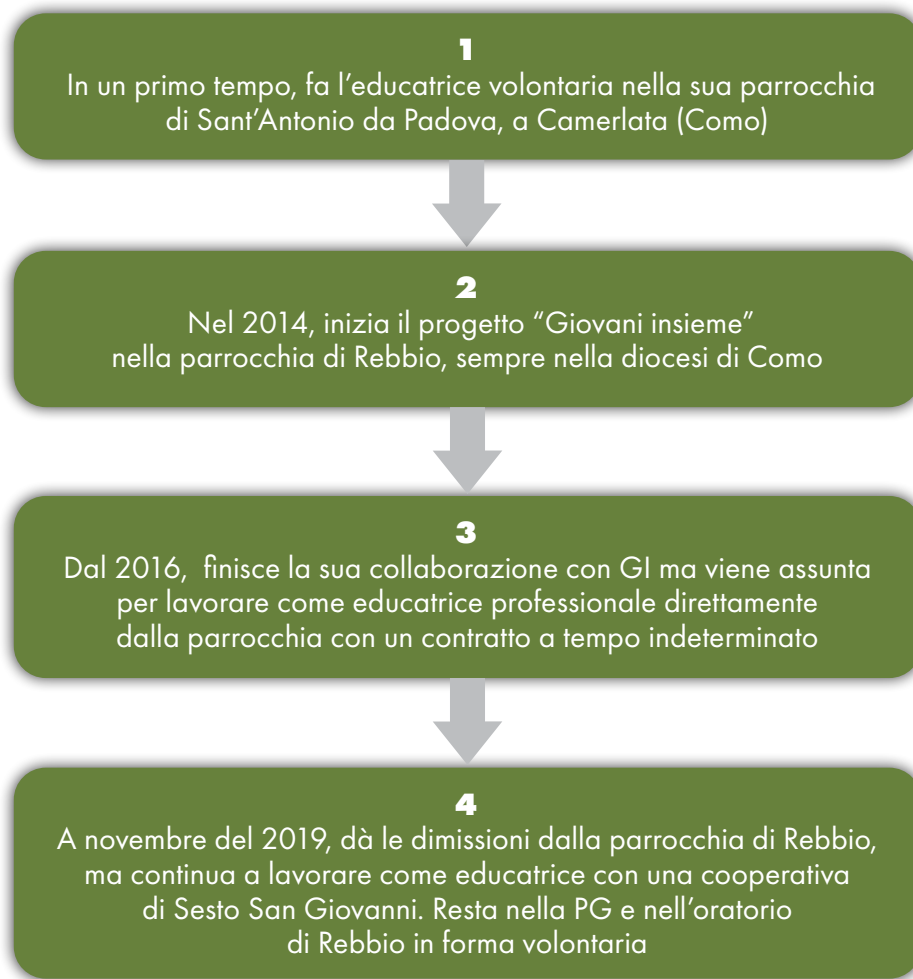 1
In un primo tempo, fa l’educatrice volontaria nella sua parrocchia
di Sant’Antonio da Padova, a Camerlata (Como)
2
Nel 2014, inizia il progetto “Giovani insieme”
nella parrocchia di Rebbio, sempre nella diocesi di Como
3
Dal 2016,  finisce la sua collaborazione con GI ma viene assunta
per lavorare come educatrice professionale direttamente
dalla parrocchia con un contratto a tempo indeterminato
4
A novembre del 2019, dà le dimissioni dalla parrocchia di Rebbio,
ma continua a lavorare come educatrice con una cooperativa
di Sesto San Giovanni. Resta nella PG e nell’oratorio
di Rebbio in forma volontaria